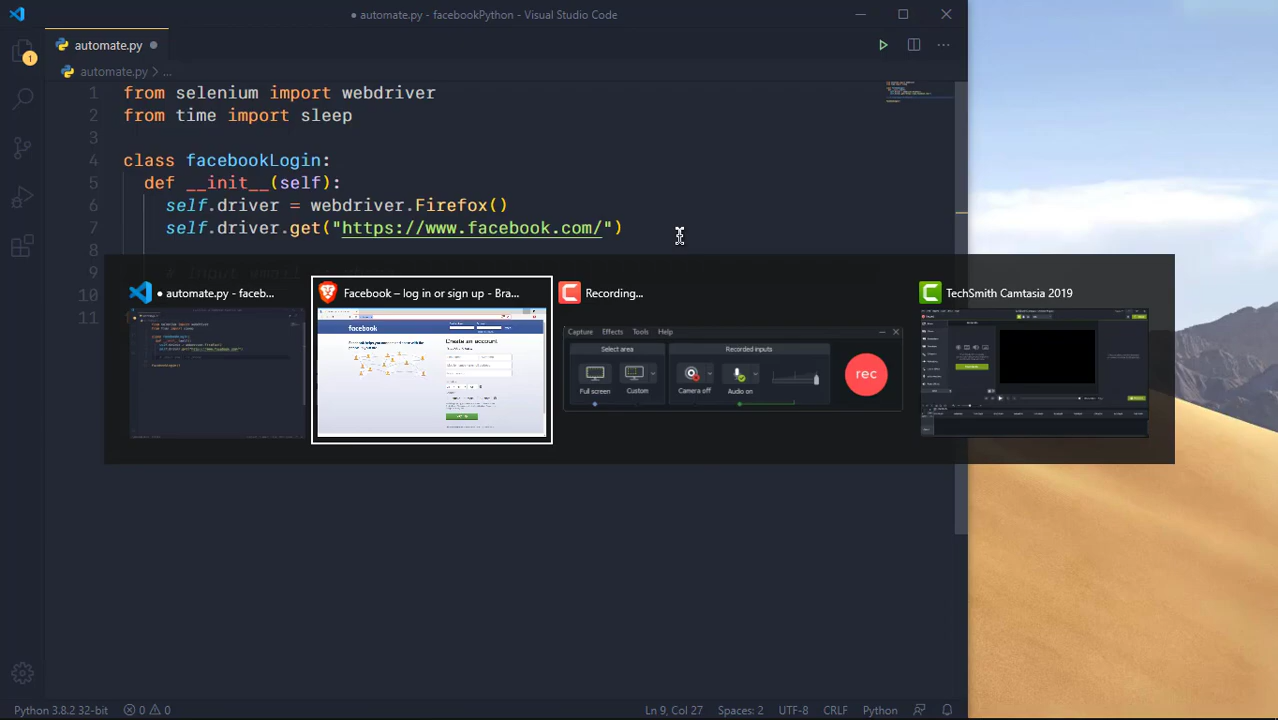 ● automate.py - facebookPython - Visual Studio Code
automate.py ●
1
automate.py > ...
1 from selenium import webdriver
2 from time import sleep
3
4 class facebookLogin:
5 def __init__(self):
6 self.driver = webdriver.Firefox()
7 self.driver.get("https://www.facebook.com/")
8
9
10
11
● automate.py - faceb...
Facebook – log in or sign up - Bra...
Recording...
TechSmith Camtasia 2019
facebook
Create an account
Capture Effects Tools Help
Select area
Recorded inputs
Full screen
Custom
Camera off
Audio on
rec
Python 3.8.2 32-bit
0 0
Ln 9, Col 27
Spaces: 2
UTF-8
CRLF
Python